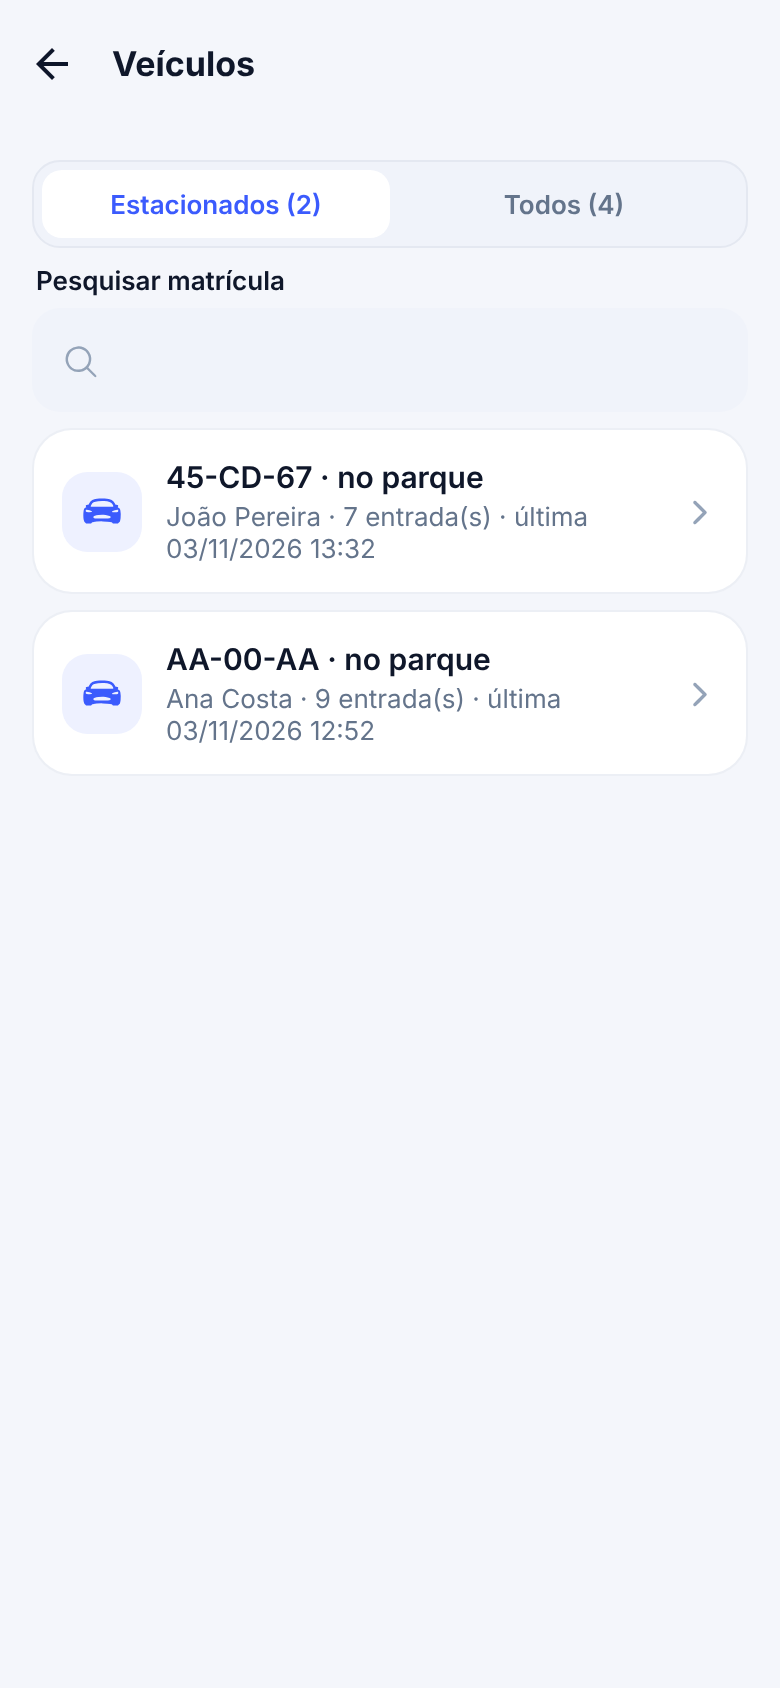 Veículos
Estacionados (2)
Todos (4)
Pesquisar matrícula
45-CD-67 · no parque
João Pereira · 7 entrada(s) · última
03/11/2026 13:32
AA-00-AA · no parque
Ana Costa · 9 entrada(s) · última
03/11/2026 12:52